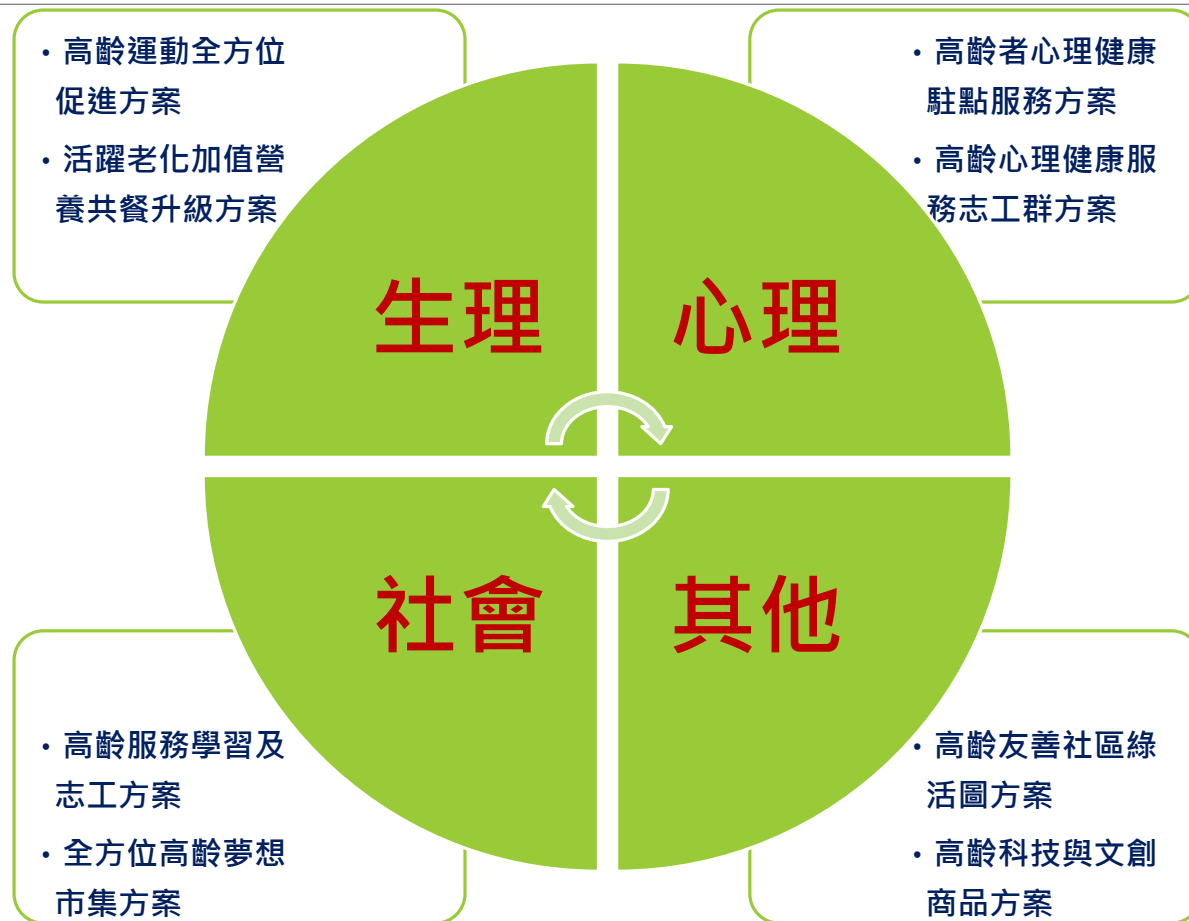 • 高齡運動全方位
促進方案
• 活躍老化加值營
養共餐升級方案
• 高齡者心理健康
駐點服務方案
• 高齡心理健康服
務志工群方案
生理
心理
社會
其他
• 高齡服務學習及
志工方案
• 全方位高齡夢想
市集方案
• 高齡友善社區綠
活圖方案
• 高齡科技與文創
商品方案